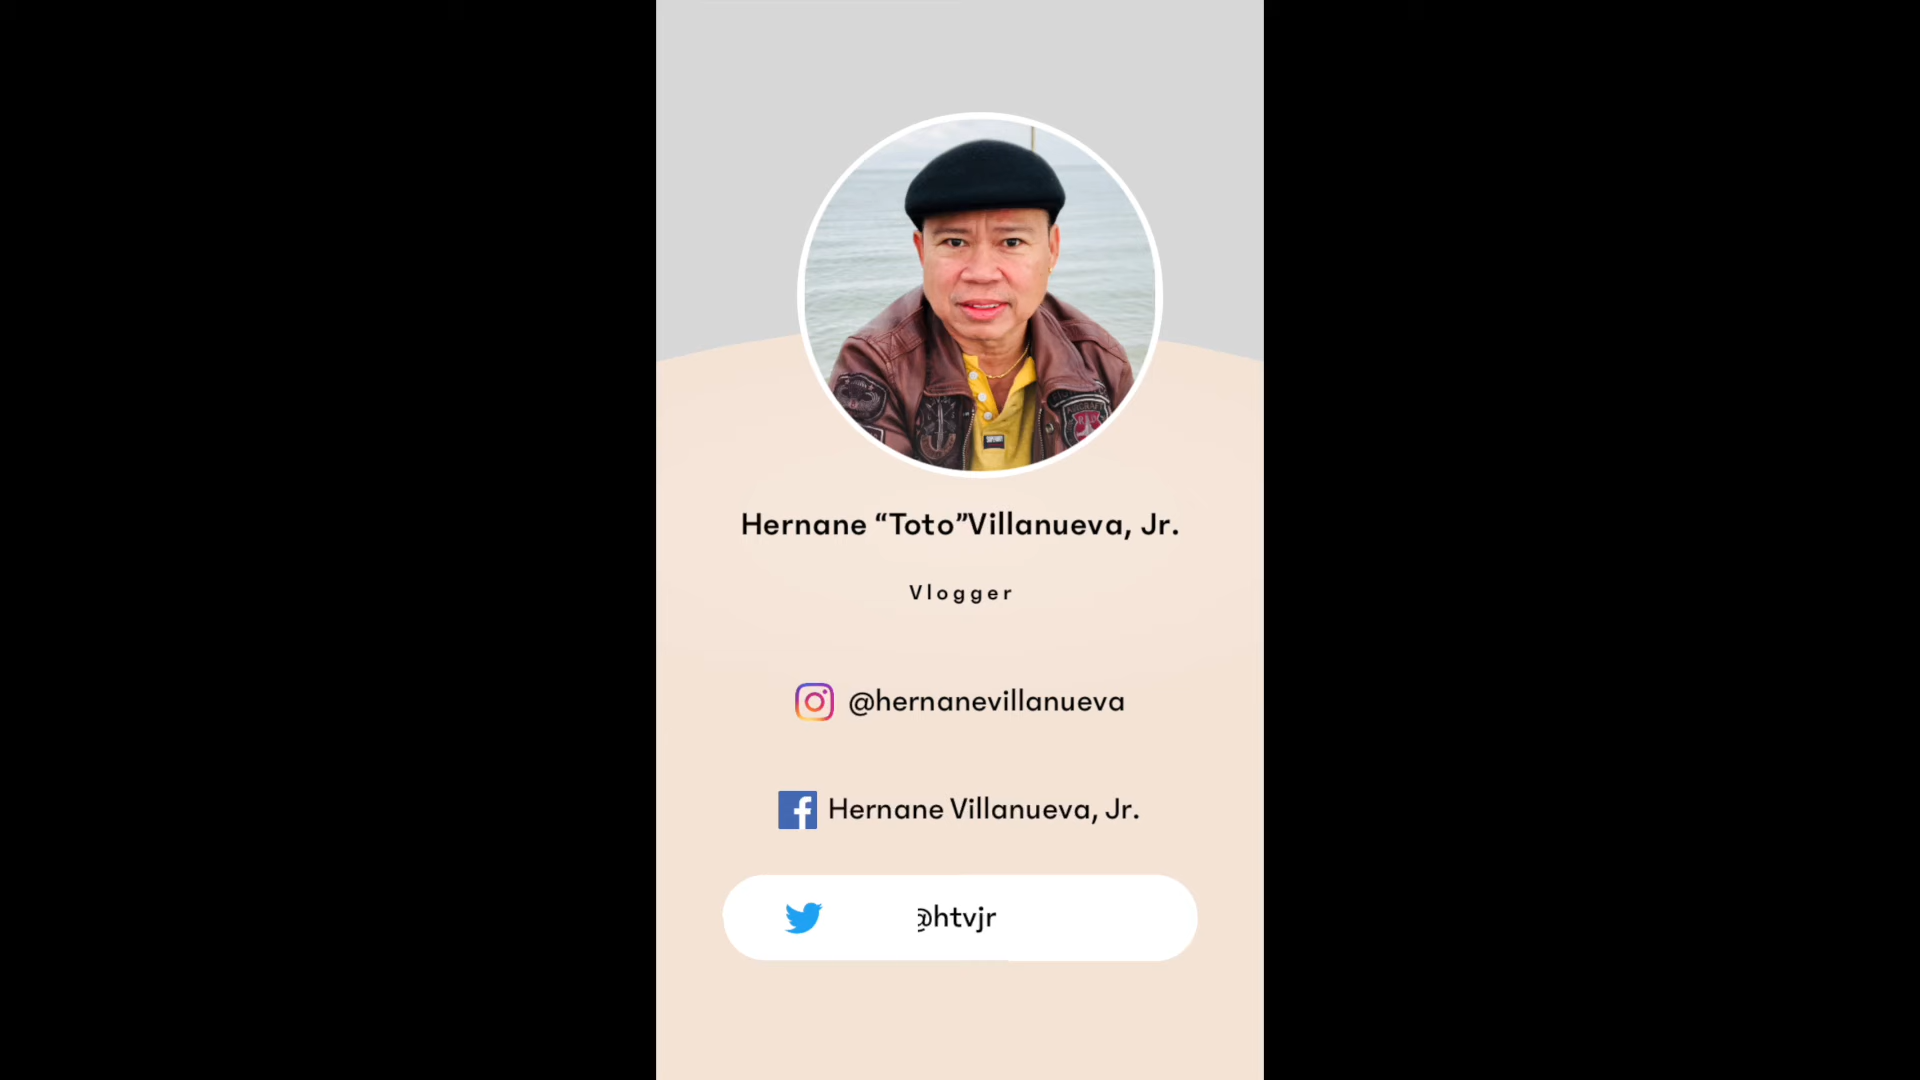 Hernane “Toto”Villanueva, Jr.
Vlogger
@hernanevillanueva
Hernane Villanueva, Jr.
@htvjr